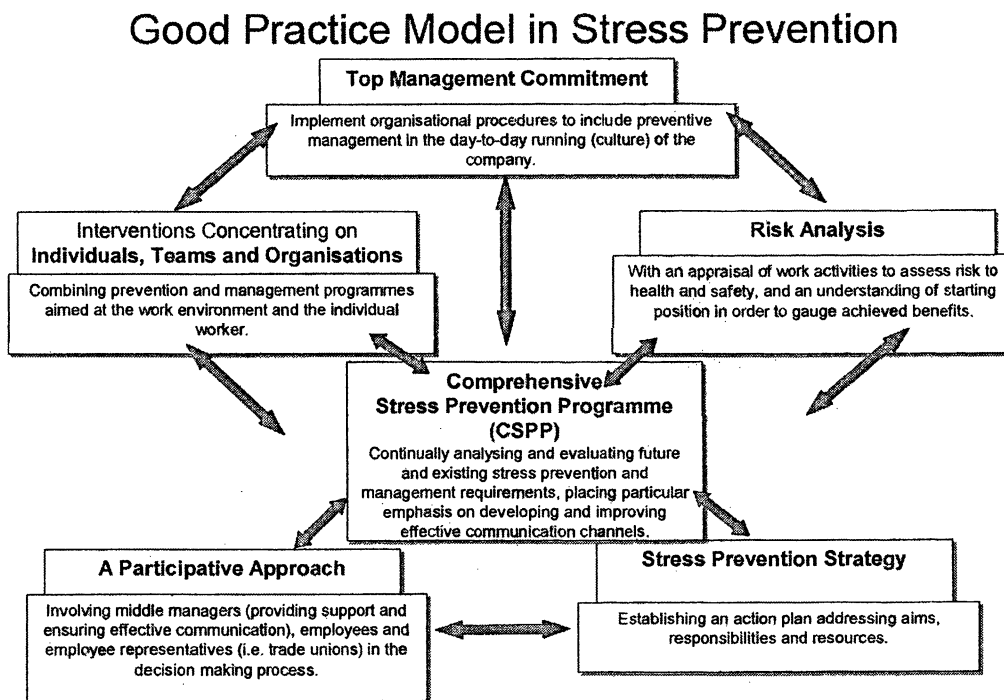 Good Practice Model in Stress Prevention
Top Management Commitment
Implement organisational procedures to include preventive
management in the day-to-day running (culture) of the
company.
Interventions Concentrating on
Individuals, Teams and Organisations
Combining prevention and management programmes
aimed at the work environment and the individual
worker.
Risk Analysis
With an appraisal of work activities to assess risk to
health and safety, and an understanding of starting
position in order to gauge achieved benefits.
Comprehensive
Stress Prevention Programme
(CSPP)
Continually analysing and evaluating future
and existing stress prevention and
management requirements, placing particular
emphasis on developing and improving
effective communication channels.
A Participative Approach
Involving middle managers (providing support and
ensuring effective communication), employees and
employee representatives (i.e. trade unions) in the
decision making process.
Stress Prevention Strategy
Establishing an action plan addressing aims,
responsibilities and resources.